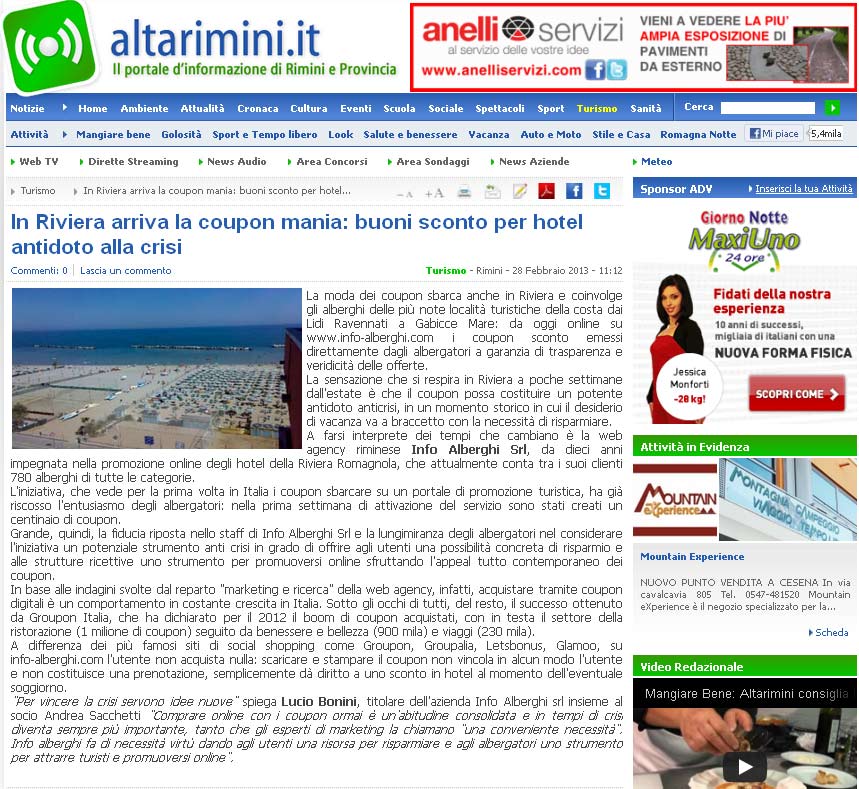 altarimini.it
Il portale d'informazione di Rimini e Provincia
anelli servizi
al servizio delle vostre idee
www.anelliservizi.com
VIENI A VEDERE LA PIU'
AMPIA ESPOSIZIONE DI
PAVIMENTI
DA ESTERNO
Notizie Home Ambiente Attualità Cronaca Cultura Eventi Scuola Sociale Spettacoli Sport Turismo Sanità Cerca
Attività Mangiare bene Golosità Sport e Tempo libero Look Salute e benessere Vacanza Auto e Moto Stile e Casa Romagna Notte Mi piace 5,4mila
Web TV Dirette Streaming News Audio Area Concorsi Area Sondaggi News Aziende Meteo
Turismo In Riviera arriva la coupon mania: buoni sconto per hotel... -A +A
In Riviera arriva la coupon mania: buoni sconto per hotel
antidoto alla crisi
Commenti: 0 Lascia un commento Turismo - Rimini - 28 Febbraio 2013 - 11:12
La moda dei coupon sbarca anche in Riviera e coinvolge
gli alberghi delle più note località turistiche della costa dai
Lidi Ravennati a Gabicce Mare: da oggi online su
www.info-alberghi.com i coupon sconto emessi
direttamente dagli albergatori a garanzia di trasparenza e
veridicità delle offerte.
La sensazione che si respira in Riviera a poche settimane
dall'estate è che il coupon possa costituire un potente
antidoto anticrisi, in un momento storico in cui il desiderio
di vacanza va a braccetto con la necessità di risparmiare.
A farsi interprete dei tempi che cambiano è la web
agency riminese Info Alberghi Srl, da dieci anni
impegnata nella promozione online degli hotel della Riviera Romagnola, che attualmente conta tra i suoi clienti
780 alberghi di tutte le categorie.
L'iniziativa, che vede per la prima volta in Italia i coupon sbarcare su un portale di promozione turistica, ha già
riscosso l'entusiasmo degli albergatori: nella prima settimana di attivazione del servizio sono stati creati un
centinaio di coupon.
Grande, quindi, la fiducia riposta nello staff di Info Alberghi Srl e la lungimiranza degli albergatori nel considerare
l'iniziativa un potenziale strumento anti crisi in grado di offrire agli utenti una possibilità concreta di risparmio e
alle strutture ricettive uno strumento per promuoversi online sfruttando l'appeal tutto contemporaneo dei
coupon.
In base alle indagini svolte dal reparto "marketing e ricerca" della web agency, infatti, acquistare tramite coupon
digitali è un comportamento in costante crescita in Italia. Sotto gli occhi di tutti, del resto, il successo ottenuto
da Groupon Italia, che ha dichiarato per il 2012 il boom di coupon acquistati, con in testa il settore della
ristorazione (1 milione di coupon) seguito da benessere e bellezza (900 mila) e viaggi (230 mila).
A differenza dei più famosi siti di social shopping come Groupon, Groupalia, Letsbonus, Glamoo, su
info-alberghi.com l'utente non acquista nulla: scaricare e stampare il coupon non vincola in alcun modo l'utente
e non costituisce una prenotazione, semplicemente dà diritto a uno sconto in hotel al momento dell'eventuale
soggiorno.
"Per vincere la crisi servono idee nuove" spiega Lucio Bonini, titolare dell'azienda Info Alberghi srl insieme al
socio Andrea Sacchetti "Comprare online con i coupon ormai è un'abitudine consolidata e in tempi di crisi
diventa sempre più importante, tanto che gli esperti di marketing la chiamano "una conveniente necessità".
Info alberghi fa di necessità virtù dando agli utenti una risorsa per risparmiare e agli albergatori uno strumento
per attrarre turisti e promuoversi online".
Sponsor ADV Inserisci la tua Attività
Giorno Notte
MaxiUno
24 ore
Fidati della nostra
esperienza
10 anni di successi,
migliaia di italiani con una
NUOVA FORMA FISICA
Jessica
Monforti
-28 kg!
SCOPRI COME
Attività in Evidenza
MOUNTAIN
eXperience
MONTAGNA CAMPEGGIO
VIAGGI TEMPO L
Mountain Experience
NUOVO PUNTO VENDITA A CESENA In via
cavalcavia 805 Tel. 0547-481520 Mountain
eXperience è il negozio specializzato per la...
Scheda
Video Redazionale
Mangiare Bene: Altarimini consiglia